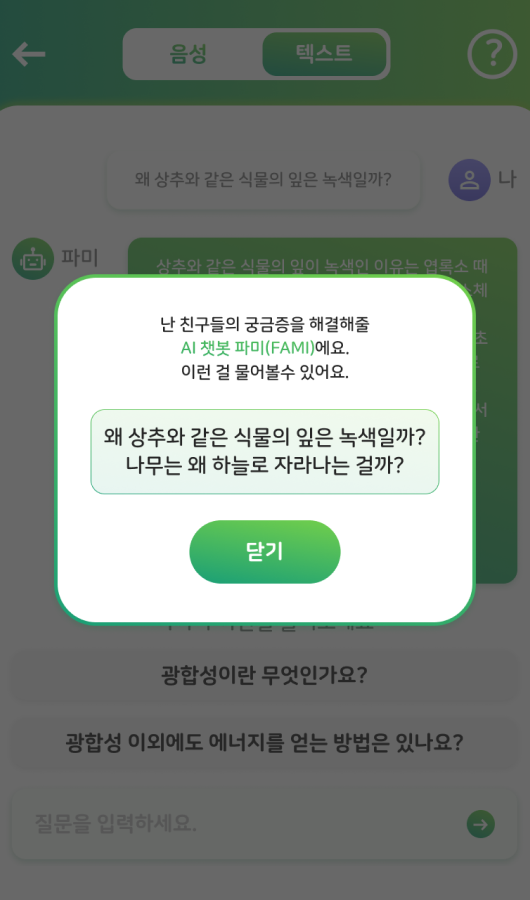 음성
텍스트
?
왜 상추와 같은 식물의 잎은 녹색일까?
나
파미
상추와 같은 식물의 잎이 녹색인 이유는 엽록소 때
난 친구들의 궁금증을 해결해줄
AI 챗봇 파미(FAMI)에요.
이런 걸 물어볼수 있어요.
왜 상추와 같은 식물의 잎은 녹색일까?
나무는 왜 하늘로 자라나는 걸까?
닫기
광합성이란 무엇인가요?
광합성 이외에도 에너지를 얻는 방법은 있나요?
질문을 입력하세요.